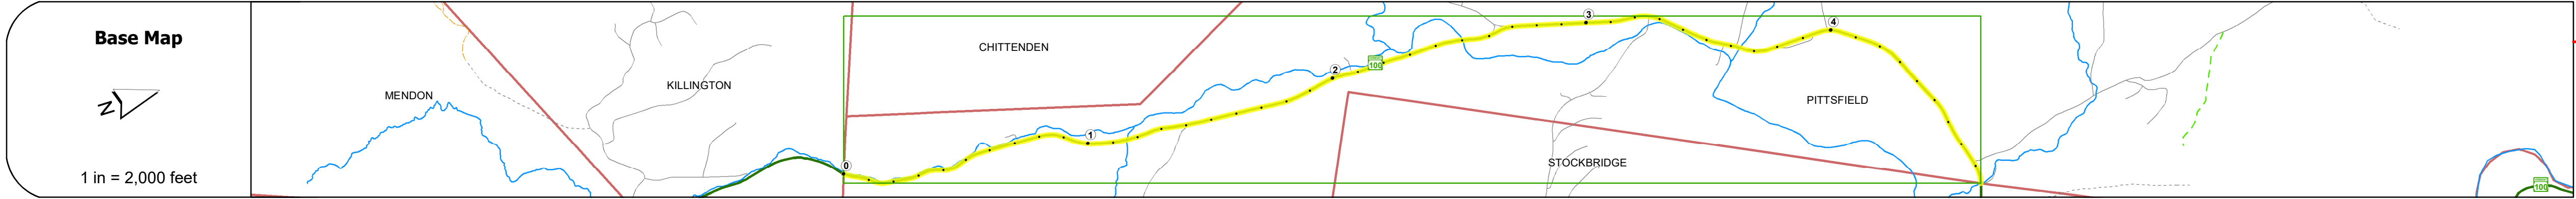 Base Map
N
1 in = 2,000 feet
MENDON
KILLINGTON
CHITTENDEN
0
1
2
100
3
4
PITTSFIELD
STOCKBRIDGE
100